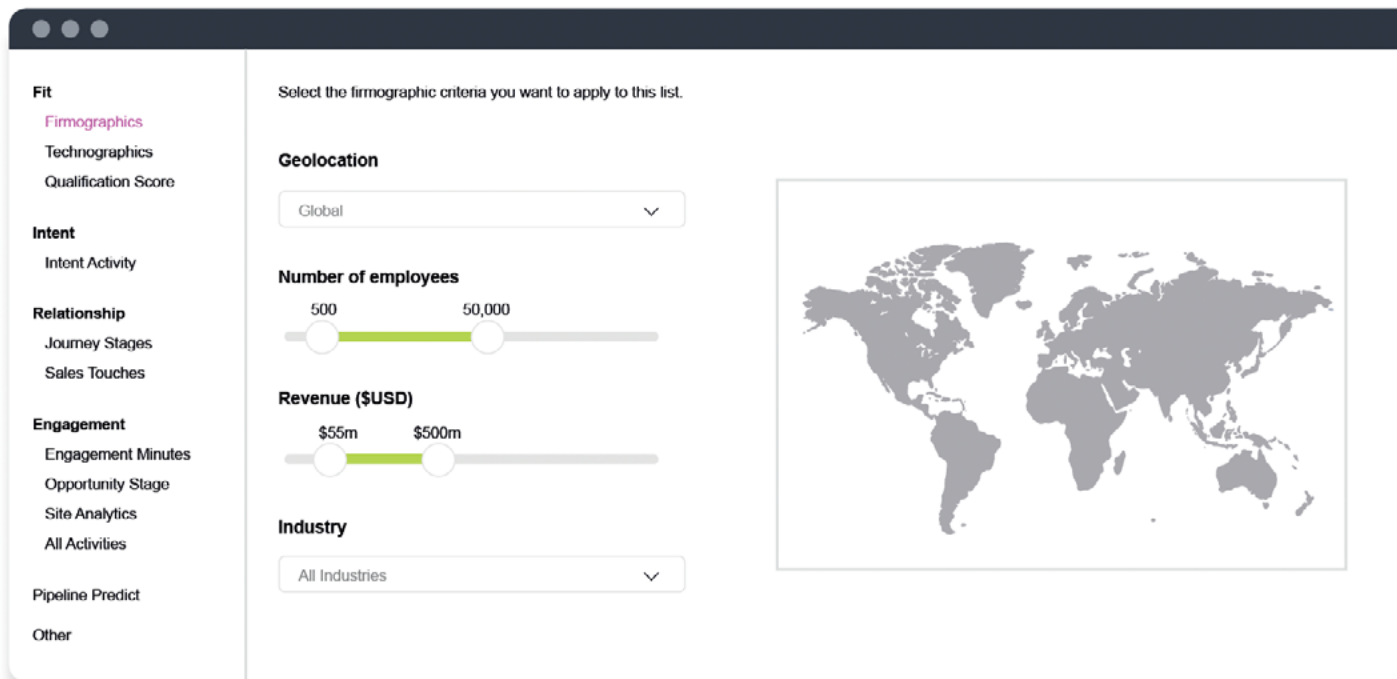 Fit
Firmographics
Technographics
Qualification Score
Intent
Intent Activity
Relationship
Journey Stages
Sales Touches
Engagement
Engagement Minutes
Opportunity Stage
Site Analytics
All Activities
Pipeline Predict
Other
Select the firmographic criteria you want to apply to this list.
Geolocation
Global
Number of employees
500 50,000
Revenue ($USD)
$55m $500m
Industry
All Industries